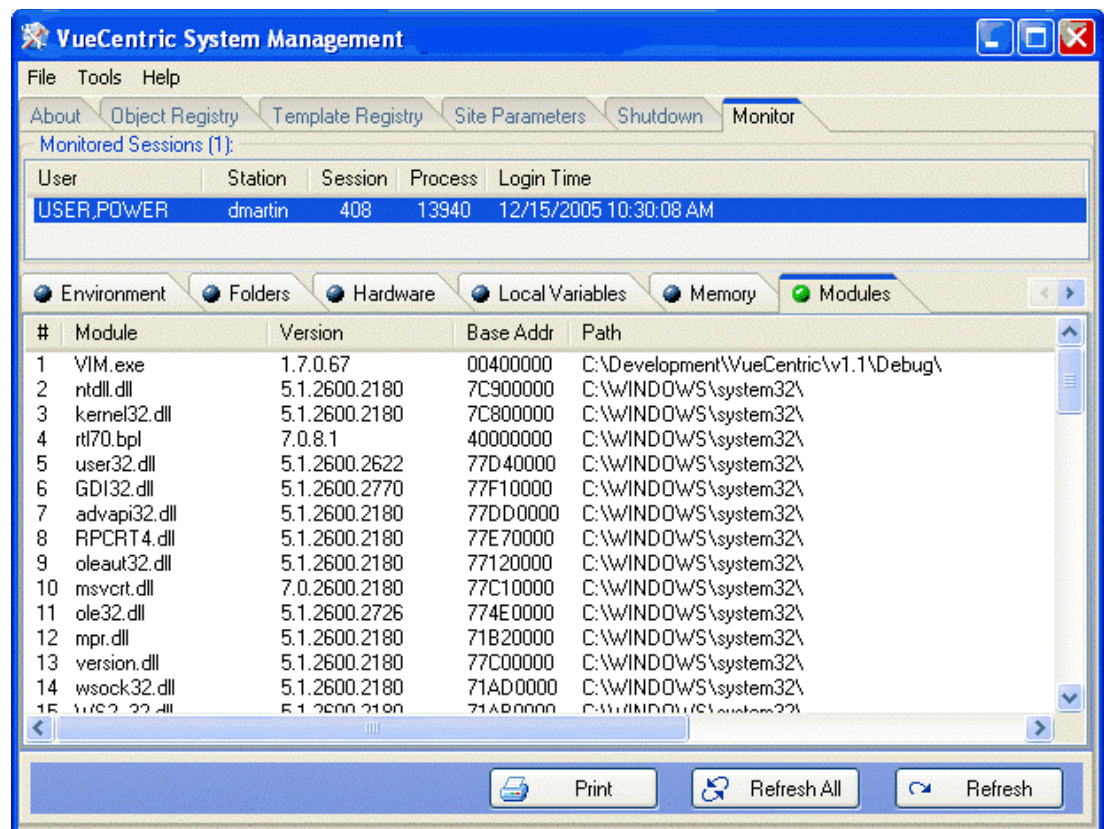 VueCentric System Management
File Tools Help
About Object Registry Template Registry Site Parameters Shutdown Monitor
Monitored Sessions (1):
User Station Session Process Login Time
USER,POWER dmartin 408 13940 12/15/2005 10:30:08 AM
Environment Folders Hardware Local Variables Memory Modules
# Module Version Base Addr Path
1 VIM.exe 1.7.0.67 00400000 C:\Development\VueCentric\v1.1\Debug\
2 ntdll.dll 5.1.2600.2180 7C900000 C:\WINDOWS\system32\
3 kernel32.dll 5.1.2600.2180 7C800000 C:\WINDOWS\system32\
4 rtl70.bpl 7.0.8.1 40000000 C:\WINDOWS\system32\
5 user32.dll 5.1.2600.2622 77D40000 C:\WINDOWS\system32\
6 GDI32.dll 5.1.2600.2770 77F10000 C:\WINDOWS\system32\
7 advapi32.dll 5.1.2600.2180 77DD0000 C:\WINDOWS\system32\
8 RPCRT4.dll 5.1.2600.2180 77E70000 C:\WINDOWS\system32\
9 oleaut32.dll 5.1.2600.2180 77120000 C:\WINDOWS\system32\
10 msvcrt.dll 7.0.2600.2180 77C10000 C:\WINDOWS\system32\
11 ole32.dll 5.1.2600.2726 774E0000 C:\WINDOWS\system32\
12 mpr.dll 5.1.2600.2180 71B20000 C:\WINDOWS\system32\
13 version.dll 5.1.2600.2180 77C00000 C:\WINDOWS\system32\
14 wsock32.dll 5.1.2600.2180 71AD0000 C:\WINDOWS\system32\
15 WS2_32.dll 5.1.2600.2180 71AB0000 C:\WINDOWS\system32\
Print Refresh All Refresh